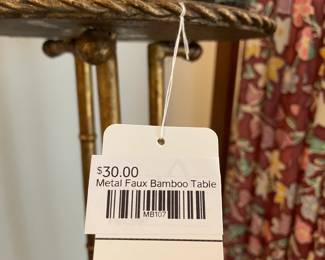 $30.00
Metal Faux Bamboo Table
MB107